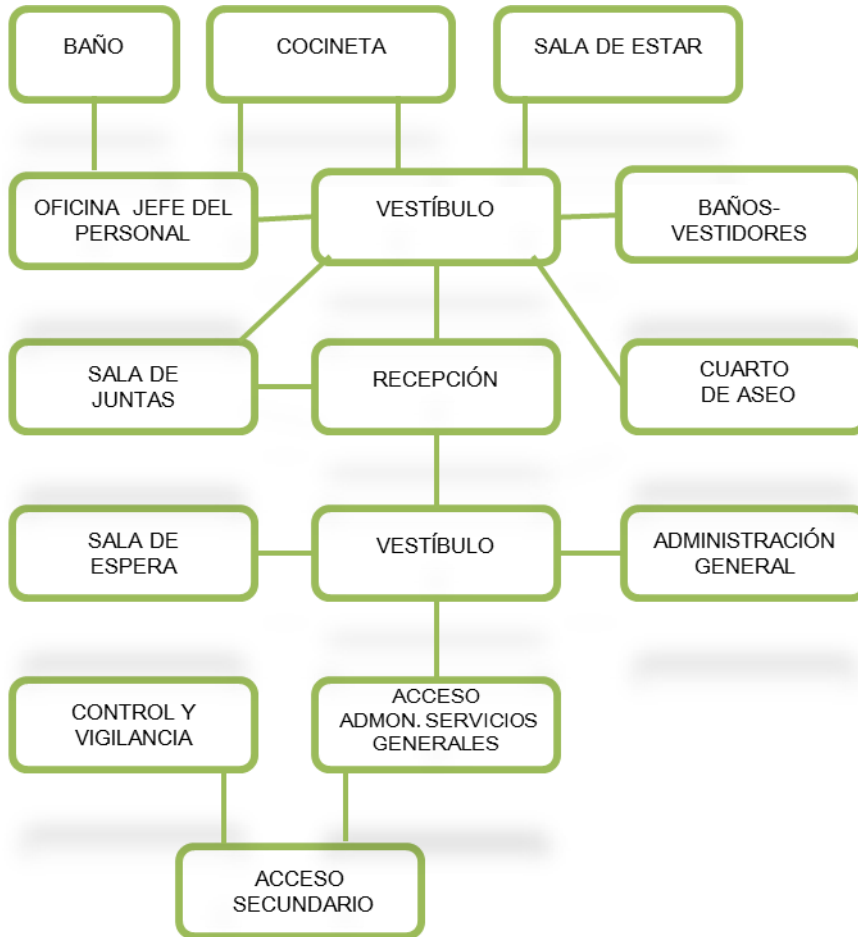 BAÑO
COCINETA
SALA DE ESTAR
OFICINA JEFE DEL
PERSONAL
VESTÍBULO
BAÑOS-
VESTIDORES
SALA DE
JUNTAS
RECEPCIÓN
CUARTO
DE ASEO
SALA DE
ESPERA
VESTÍBULO
ADMINISTRACIÓN
GENERAL
CONTROL Y
VIGILANCIA
ACCESO
ADMON. SERVICIOS
GENERALES
ACCESO
SECUNDARIO